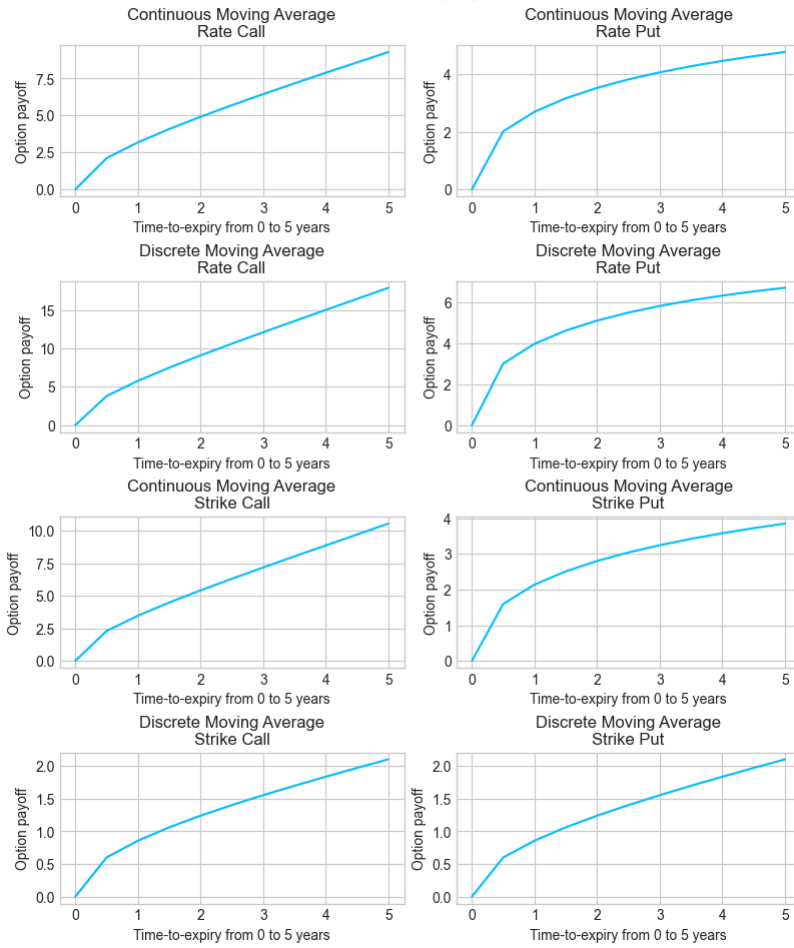 Continuous Moving Average
Rate Call
Option payoff
7.5
5.0
2.5
0.0
0 1 2 3 4 5
Time-to-expiry from 0 to 5 years
Continuous Moving Average
Rate Put
Option payoff
4
2
0
0 1 2 3 4 5
Time-to-expiry from 0 to 5 years
Discrete Moving Average
Rate Call
Option payoff
15
10
5
0
0 1 2 3 4 5
Time-to-expiry from 0 to 5 years
Discrete Moving Average
Rate Put
Option payoff
6
4
2
0
0 1 2 3 4 5
Time-to-expiry from 0 to 5 years
Continuous Moving Average
Strike Call
Option payoff
10.0
7.5
5.0
2.5
0.0
0 1 2 3 4 5
Time-to-expiry from 0 to 5 years
Continuous Moving Average
Strike Put
Option payoff
4
3
2
1
0
0 1 2 3 4 5
Time-to-expiry from 0 to 5 years
Discrete Moving Average
Strike Call
Option payoff
2.0
1.5
1.0
0.5
0.0
0 1 2 3 4 5
Time-to-expiry from 0 to 5 years
Discrete Moving Average
Strike Put
Option payoff
2.0
1.5
1.0
0.5
0.0
0 1 2 3 4 5
Time-to-expiry from 0 to 5 years